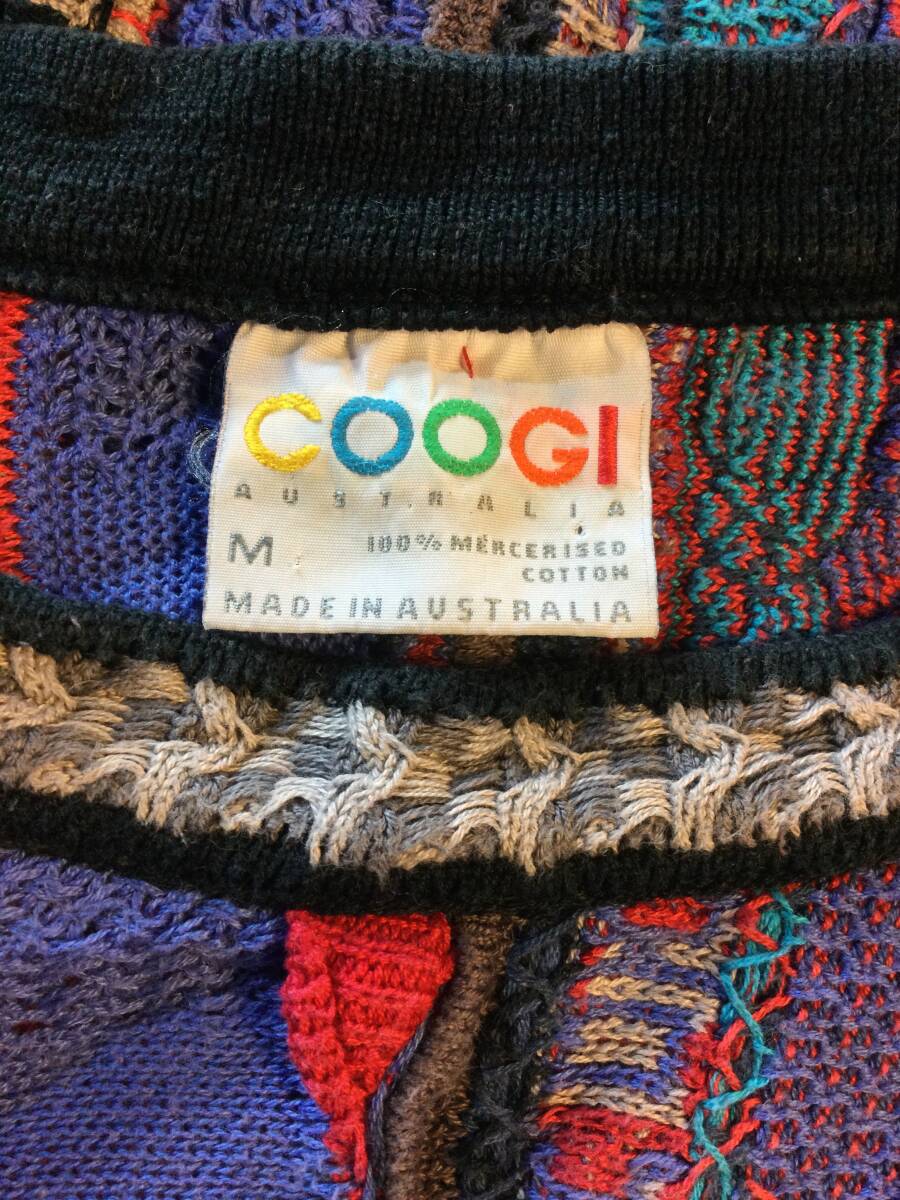 COOGI
AUSTRALIA
M 100% MERCERISED
COTTON
MADE IN AUSTRALIA